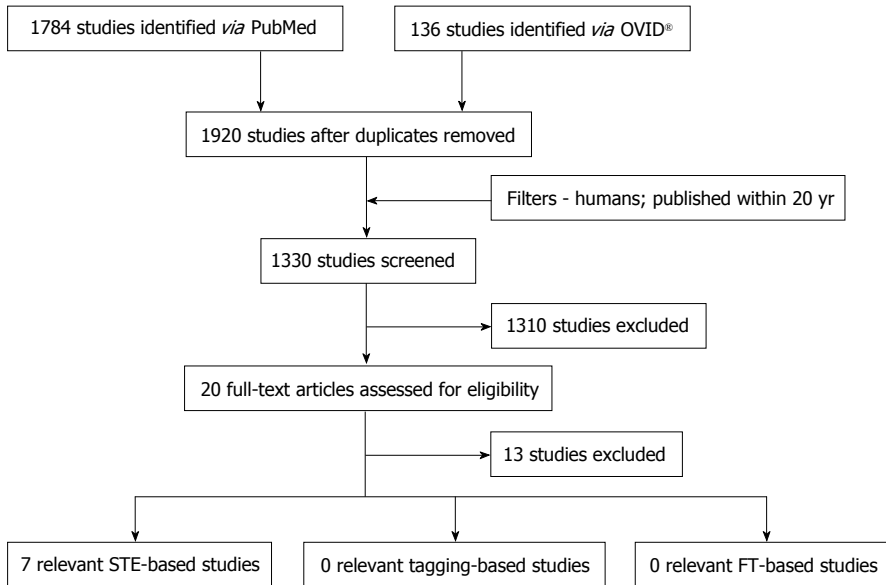 1784 studies identified via PubMed
136 studies identified via OVID®
1920 studies after duplicates removed
Filters - humans; published within 20 yr
1330 studies screened
1310 studies excluded
20 full-text articles assessed for eligibility
13 studies excluded
7 relevant STE-based studies
0 relevant tagging-based studies
0 relevant FT-based studies